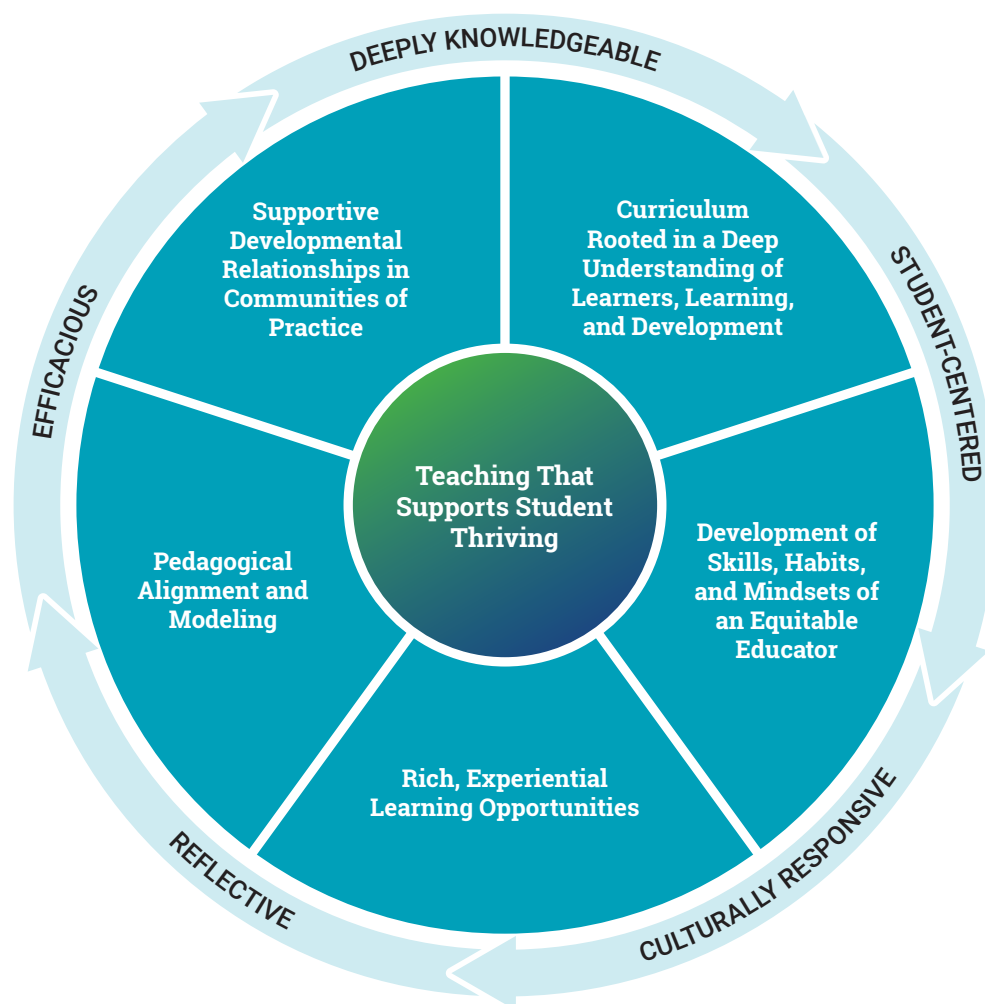 DEEPLY KNOWLEDGEABLE
STUDENT-CENTERED
CULTURALLY RESPONSIVE
REFLECTIVE
EFFICACIOUS
Supportive
Developmental
Relationships in
Communities of
Practice
Curriculum
Rooted in a Deep
Understanding of
Learners, Learning,
and Development
Development of
Skills, Habits,
and Mindsets of
an Equitable
Educator
Rich, Experiential
Learning Opportunities
Pedagogical
Alignment and
Modeling
Teaching That
Supports Student
Thriving